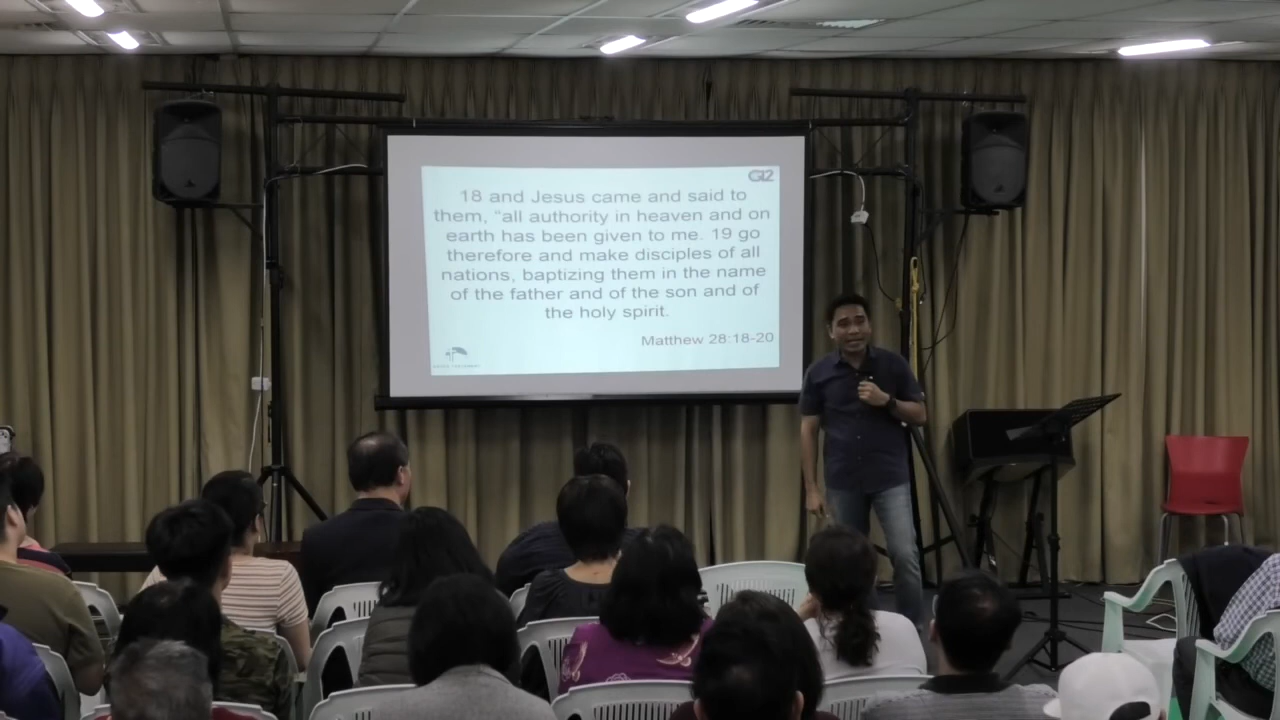 G12
18 and Jesus came and said to
them, “all authority in heaven and on
earth has been given to me. 19 go
therefore and make disciples of all
nations, baptizing them in the name
of the father and of the son and of
the holy spirit.
Matthew 28:18-20